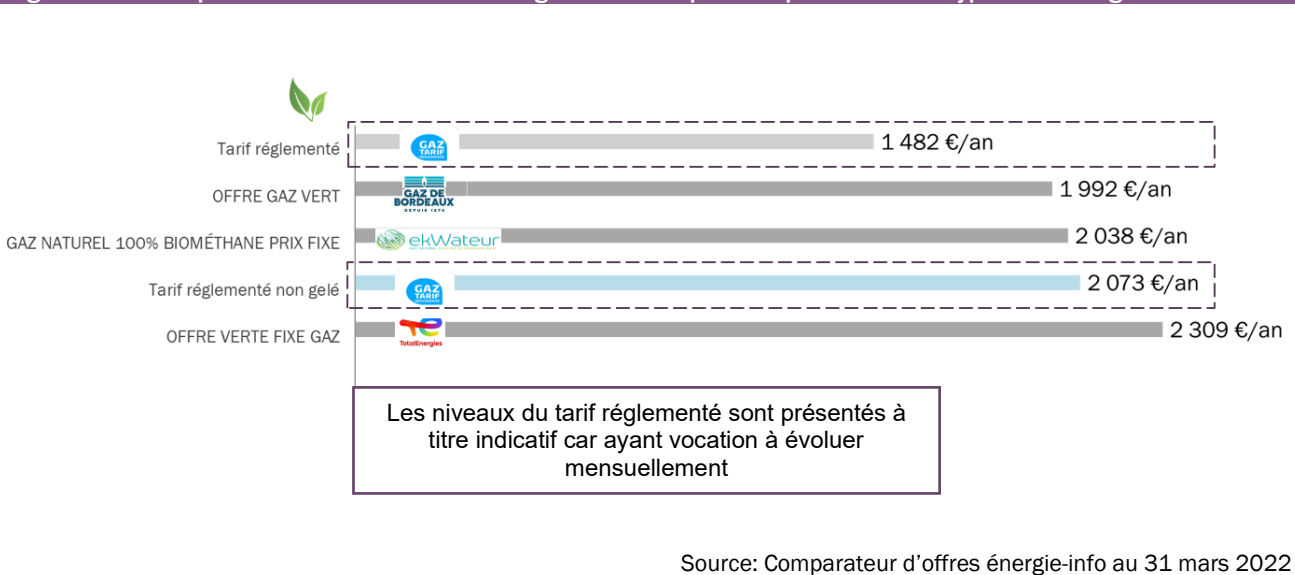 Tarif réglementé
GAZ
TARIF
1 482 €/an
OFFRE GAZ VERT
GAZ DE
BORDEAUX
DEPUIS
1 992 €/an
GAZ NATUREL 100% BIOMÉTHANE PRIX FIXE
ekWateur
2 038 €/an
Tarif réglementé non gelé
GAZ
TARIF
2 073 €/an
OFFRE VERTE FIXE GAZ
TotalEnergies
2 309 €/an
Les niveaux du tarif réglementé sont présentés à
titre indicatif car ayant vocation à évoluer
mensuellement
Source: Comparateur d’offres énergie-info au 31 mars 2022